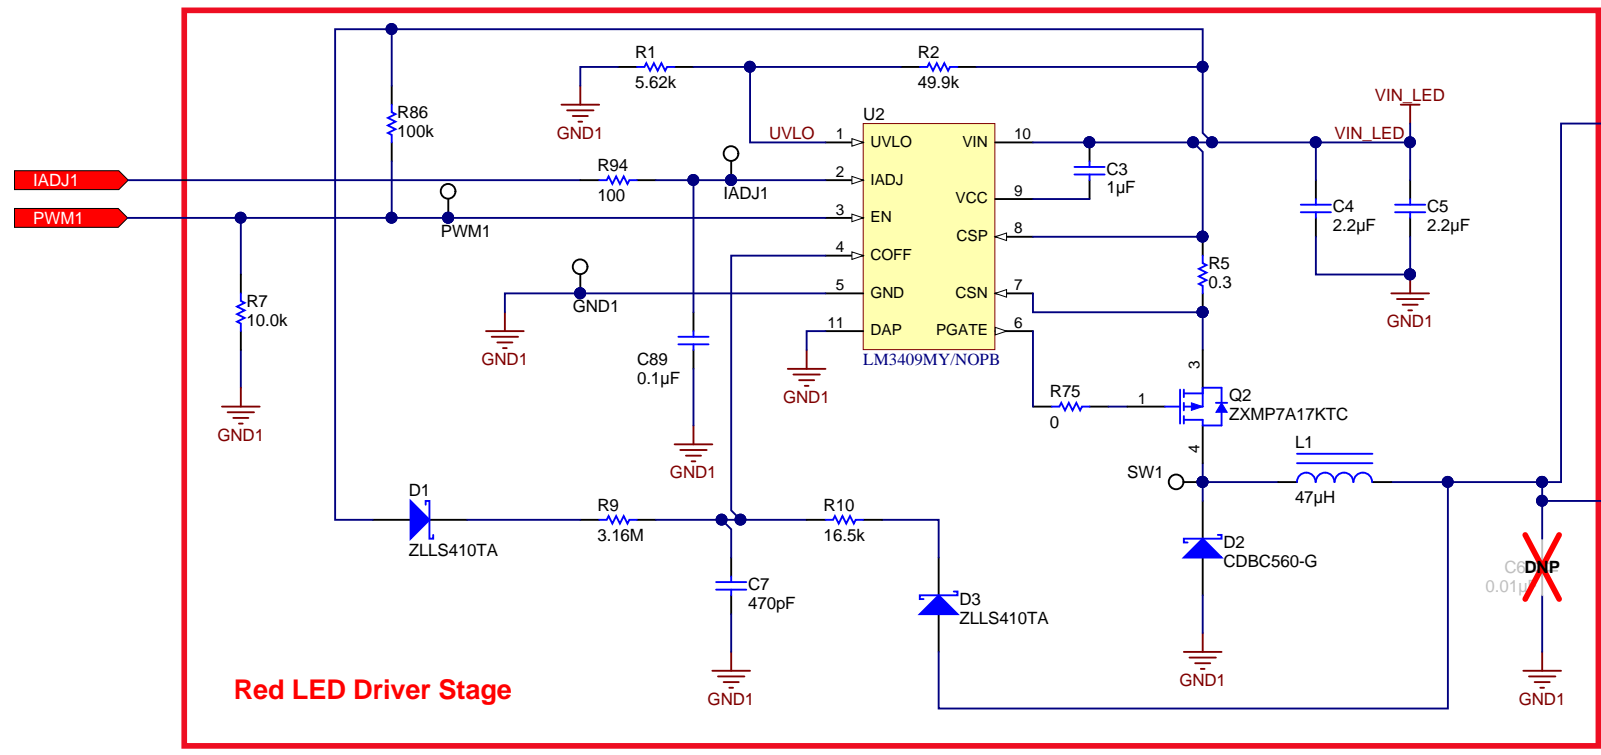 R1
5.62k
R2
49.9k
GND1
R86
100k
U2
VIN_LED
VIN_LED
UVLO
1
UVLO
VIN
10
C3
1µF
IADJ1
R94
100
IADJ1
2
IADJ
VCC
9
PWM1
PWM1
3
EN
CSP
8
C4
2.2µF
C5
2.2µF
4
COFF
R5
0.3
GND1
5
GND
CSN
7
GND1
R7
10.0k
GND1
11
DAP
PGATE
6
LM3409MY/NOPB
C89
0.1µF
GND1
3
R75
0
1
Q2
ZXMP7A17KTC
GND1
GND1
4
L1
47µH
SW1
D1
ZLLS410TA
R9
3.16M
R10
16.5k
D2
CDBC560-G
C7
470pF
D3
ZLLS410TA
DNP
GND1
GND1
GND1
Red LED Driver Stage